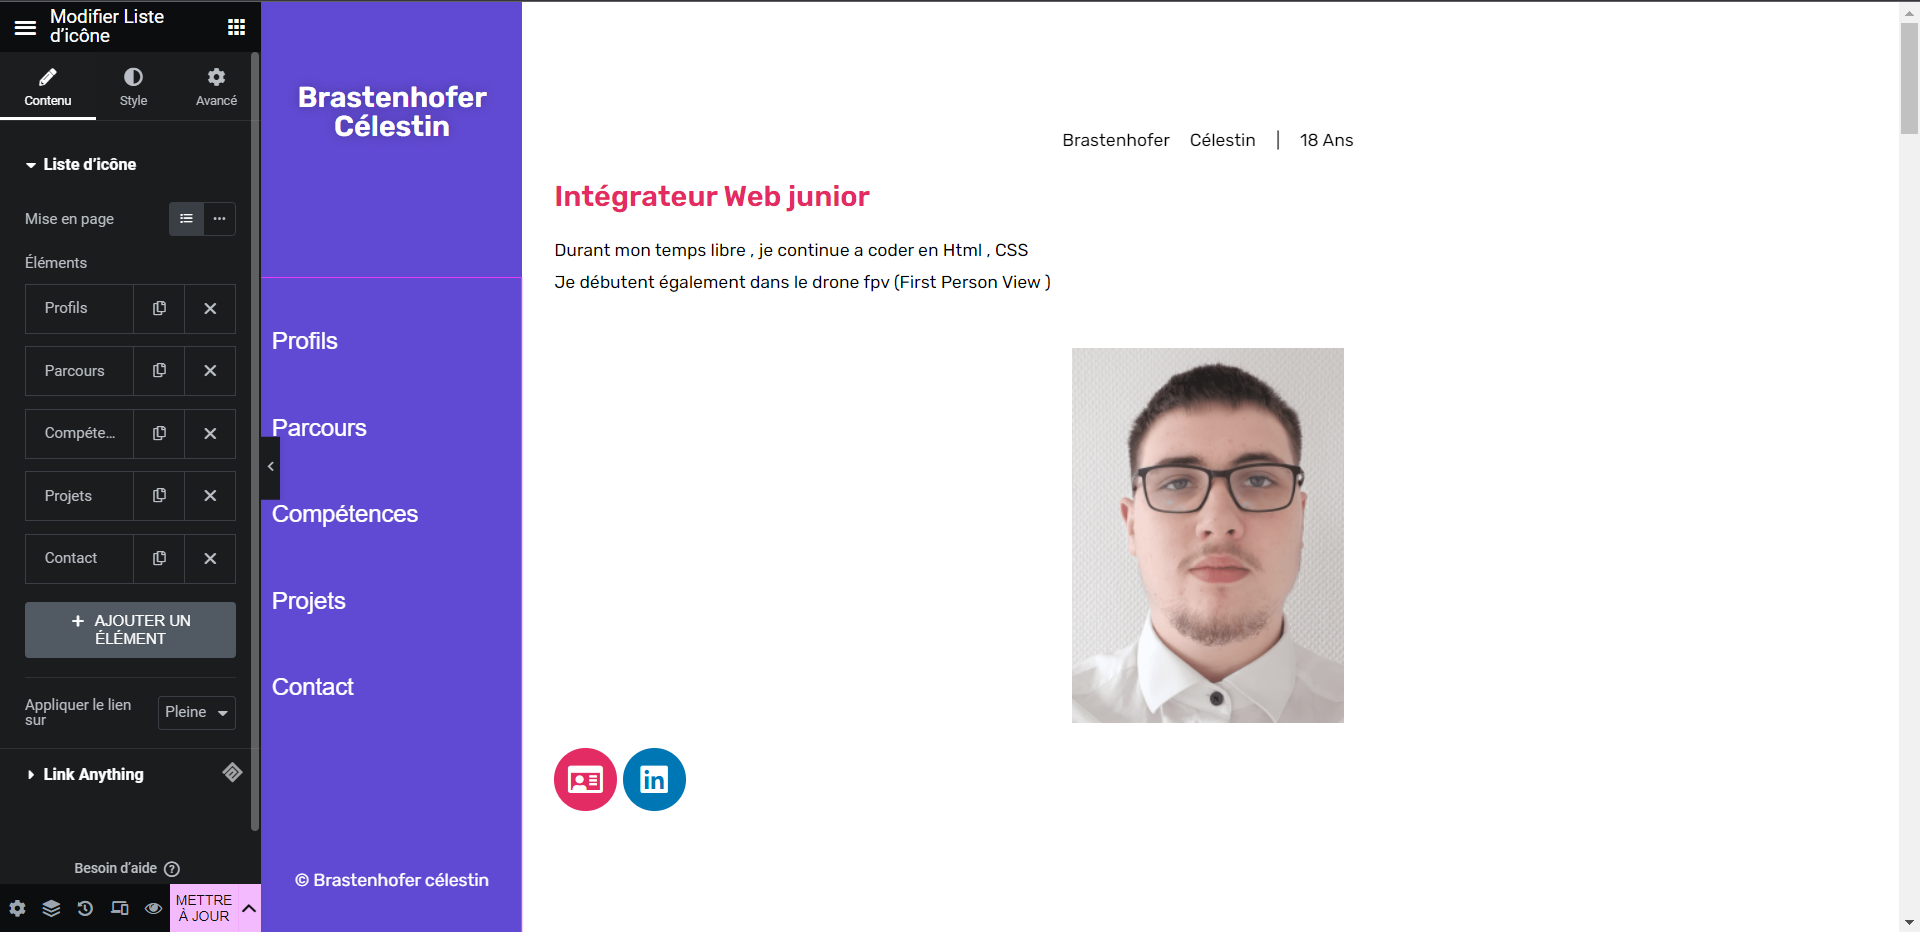 Modifier Liste
d’icône
Contenu
Style
Avancé
Liste d’icône
Mise en page
Éléments
Profils
Parcours
Compéte...
Projets
Contact
+ AJOUTER UN
ÉLÉMENT
Appliquer le lien
sur
Pleine
Link Anything
Besoin d’aide ?
METTRE
À JOUR
Brastenhofer
Célestin
Profils
Parcours
Compétences
Projets
Contact
© Brastenhofer célestin
Brastenhofer Célestin | 18 Ans
Intégrateur Web junior
Durant mon temps libre , je continue a coder en Html , CSS
Je débutent également dans le drone fpv (First Person View )
in